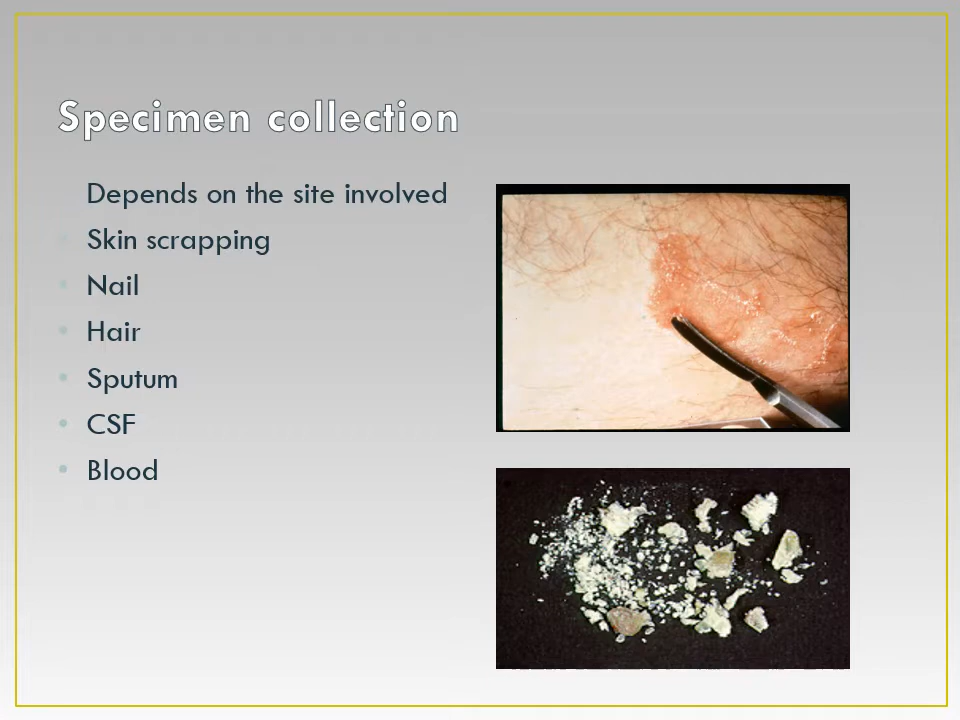 Specimen collection
Depends on the site involved
Skin scrapping
Nail
Hair
Sputum
CSF
Blood